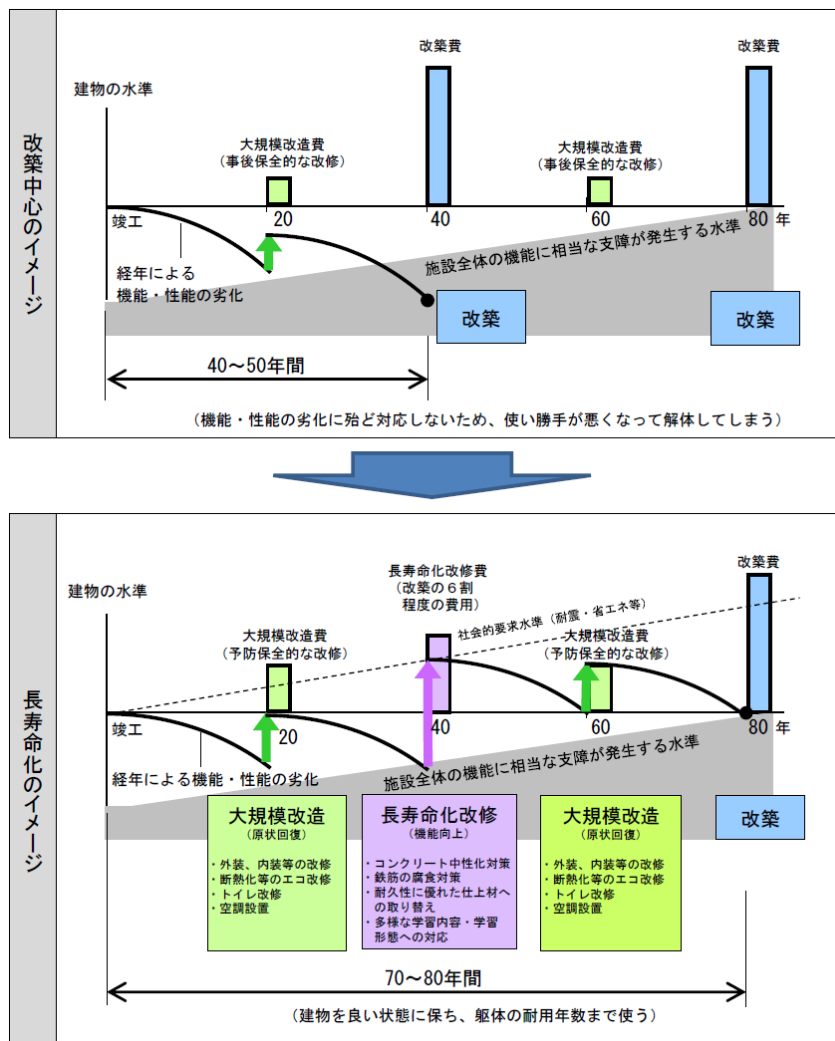 改築中心のイメージ
建物の水準
改築費
改築費
大規模改造費
（事後保全的な改修）
大規模改造費
（事後保全的な改修）
竣工
20
40
60
80 年
経年による
機能・性能の劣化
施設全体の機能に相当な支障が発生する水準
改築
改築
40～50年間
（機能・性能の劣化に殆ど対応しないため、使い勝手が悪くなって解体してしまう）
長寿命化のイメージ
建物の水準
長寿命化改修費
（改築の６割
程度の費用）
改築費
社会的要求水準（耐震・省エネ等）
大規模改造費
（予防保全的な改修）
大規模改造費
（予防保全的な改修）
竣工
20
40
60
80 年
経年による機能・性能の劣化
施設全体の機能に相当な支障が発生する水準
大規模改造
（原状回復）
・外装、内装等の改修
・断熱化等のエコ改修
・トイレ改修
・空調設置
長寿命化改修
（機能向上）
・コンクリート中性化対策
・鉄筋の腐食対策
・耐久性に優れた仕上材へ
の取り替え
・多様な学習内容・学習
形態への対応
大規模改造
（原状回復）
・外装、内装等の改修
・断熱化等のエコ改修
・トイレ改修
・空調設置
改築
70～80年間
（建物を良い状態に保ち、躯体の耐用年数まで使う）